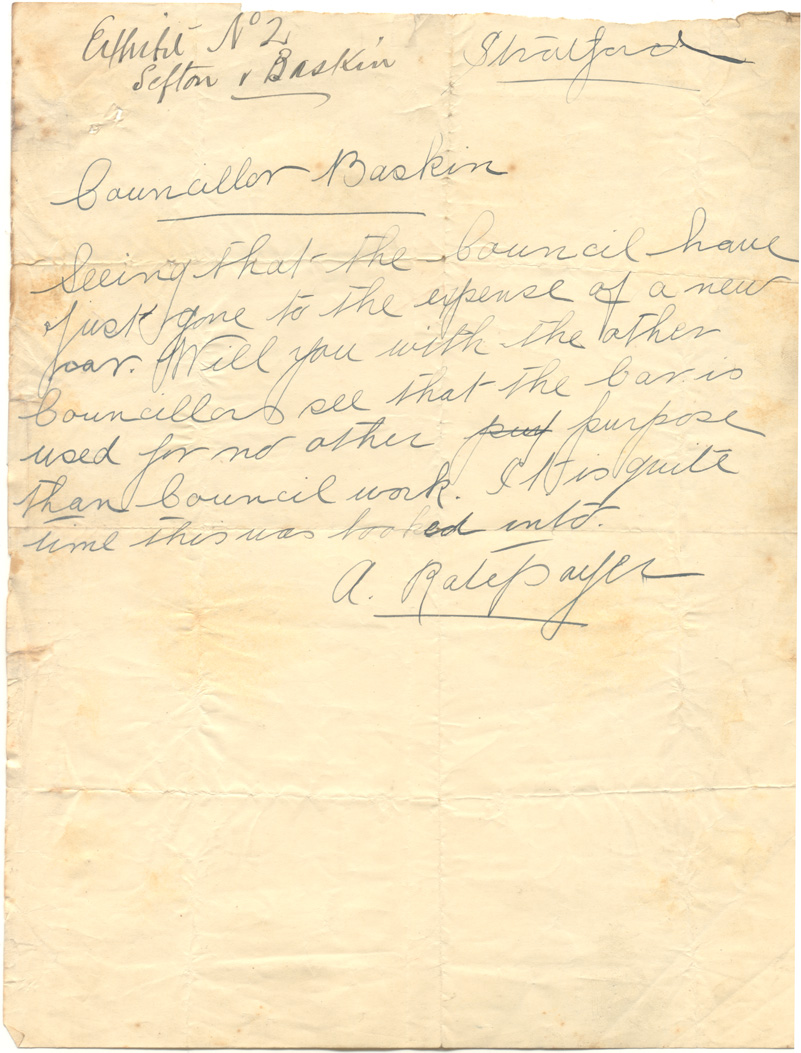 Exhibit No 2
Sefton v Baskin
Stratford
Councillor Baskin
Seeing that the Council have
just gone to the expense of a new
car. Will you with the other
Councillors see that the Car is
used for no other put purpose
than Council work. It is quite
time this was looked into.
A. Ratepayer